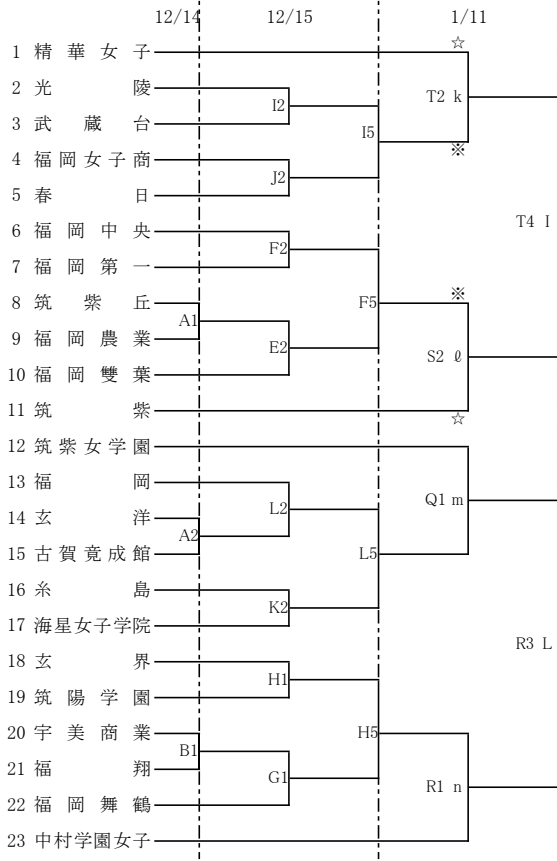 12/14 12/15 1/11
☆
1 精華女子
T2 k
2 光陵
I2
3 武蔵台
I5
※
4 福岡女子商
J2
5 春日
T4 I
6 福岡中央
F2
7 福岡第一
※
8 筑紫丘
F5
A1
9 福岡農業
E2
S2 ℓ
10 福岡雙葉
11 筑紫
☆
12 筑紫女学園
13 福岡
L2
Q1 m
14 玄洋
A2
15 古賀竟成館
L5
16 糸島
K2
17 海星女子学院
R3 L
18 玄界
H1
19 筑陽学園
20 宇美商業
H5
B1
21 福翔
G1
R1 n
22 福岡舞鶴
23 中村学園女子